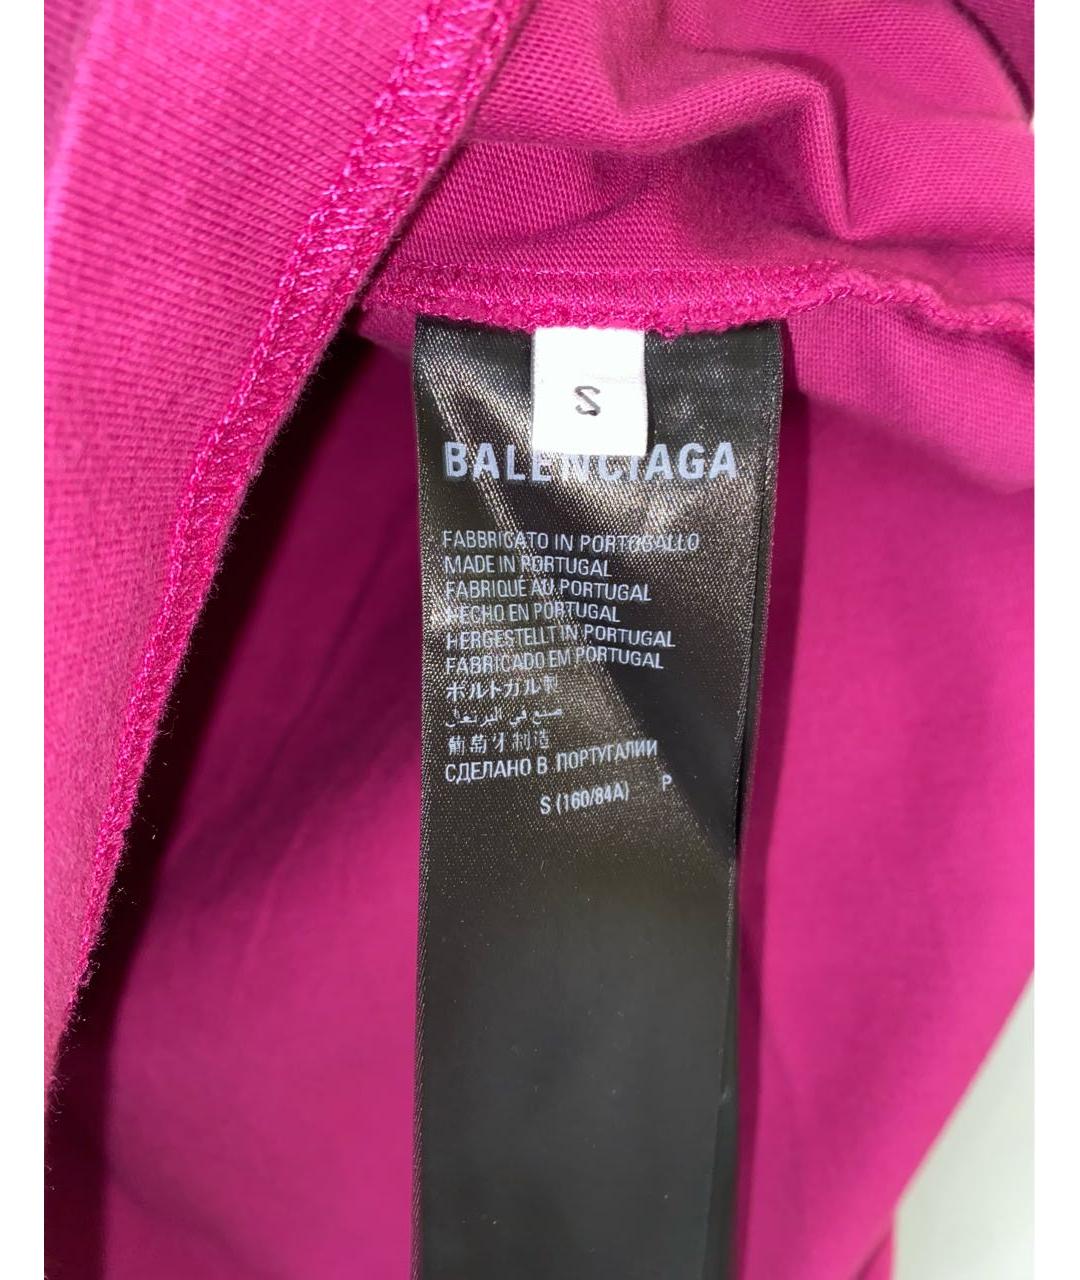 S
BALENCIAGA
FABBRICATO IN PORTOGALLO
MADE IN PORTUGAL
FABRIQUÉ AU PORTUGAL
HECHO EN PORTUGAL
HERGESTELLT IN PORTUGAL
FABRICADO EM PORTUGAL
ポルトガル製
صنع في البرتغال
葡萄牙制造
СДЕЛАНО В ПОРТУГАЛИИ
S (160/84A) P